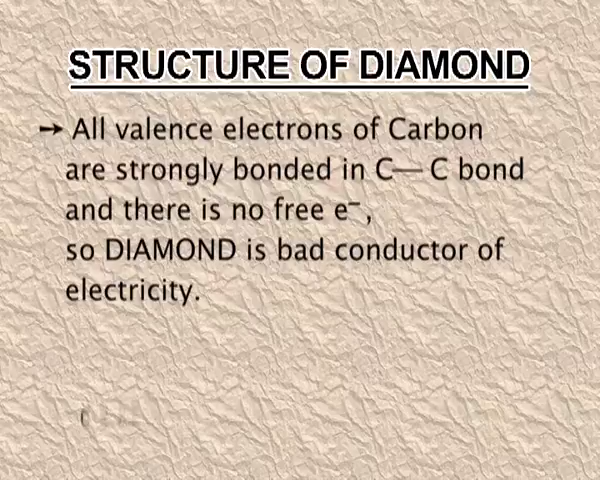 STRUCTURE OF DIAMOND
→ All valence electrons of Carbon
are strongly bonded in C— C bond
and there is no free e⁻,
so DIAMOND is bad conductor of
electricity.